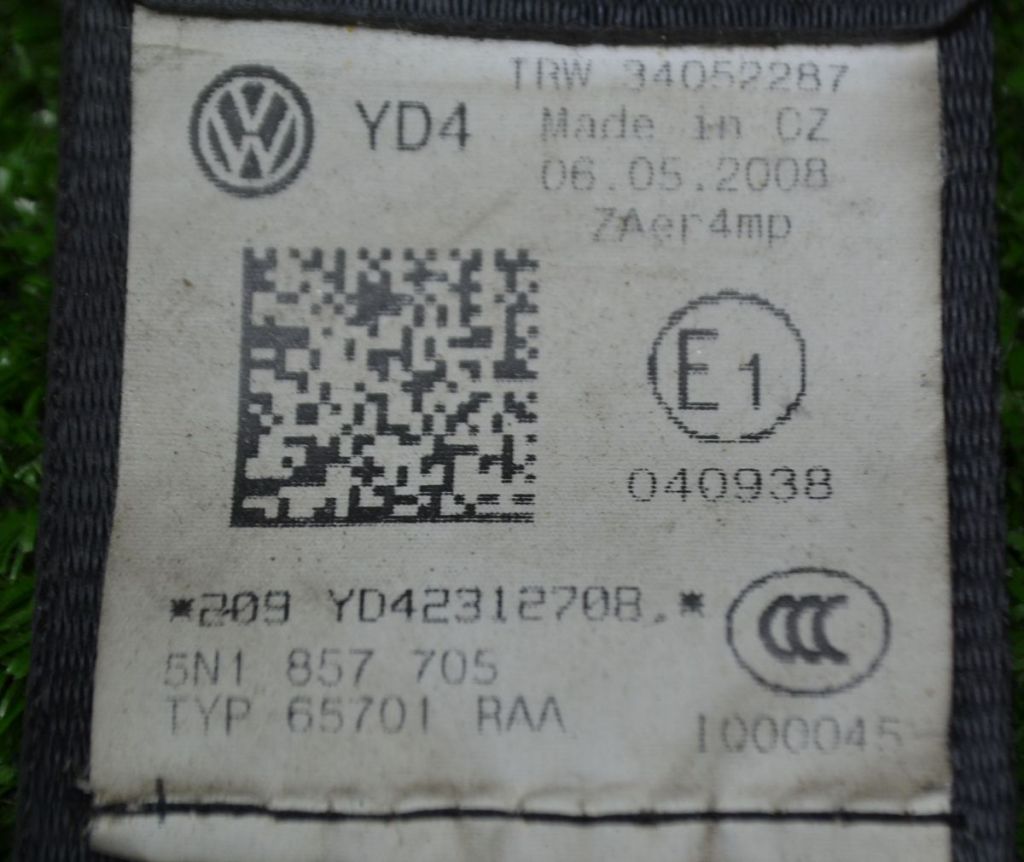 TRW 34052287
YD4
Made in CZ
06.05.2008
ZAer4mp
E1
040938
*209 YD42312708.*
5N1 857 705
TYP 65701 RAA
CCC
1000045